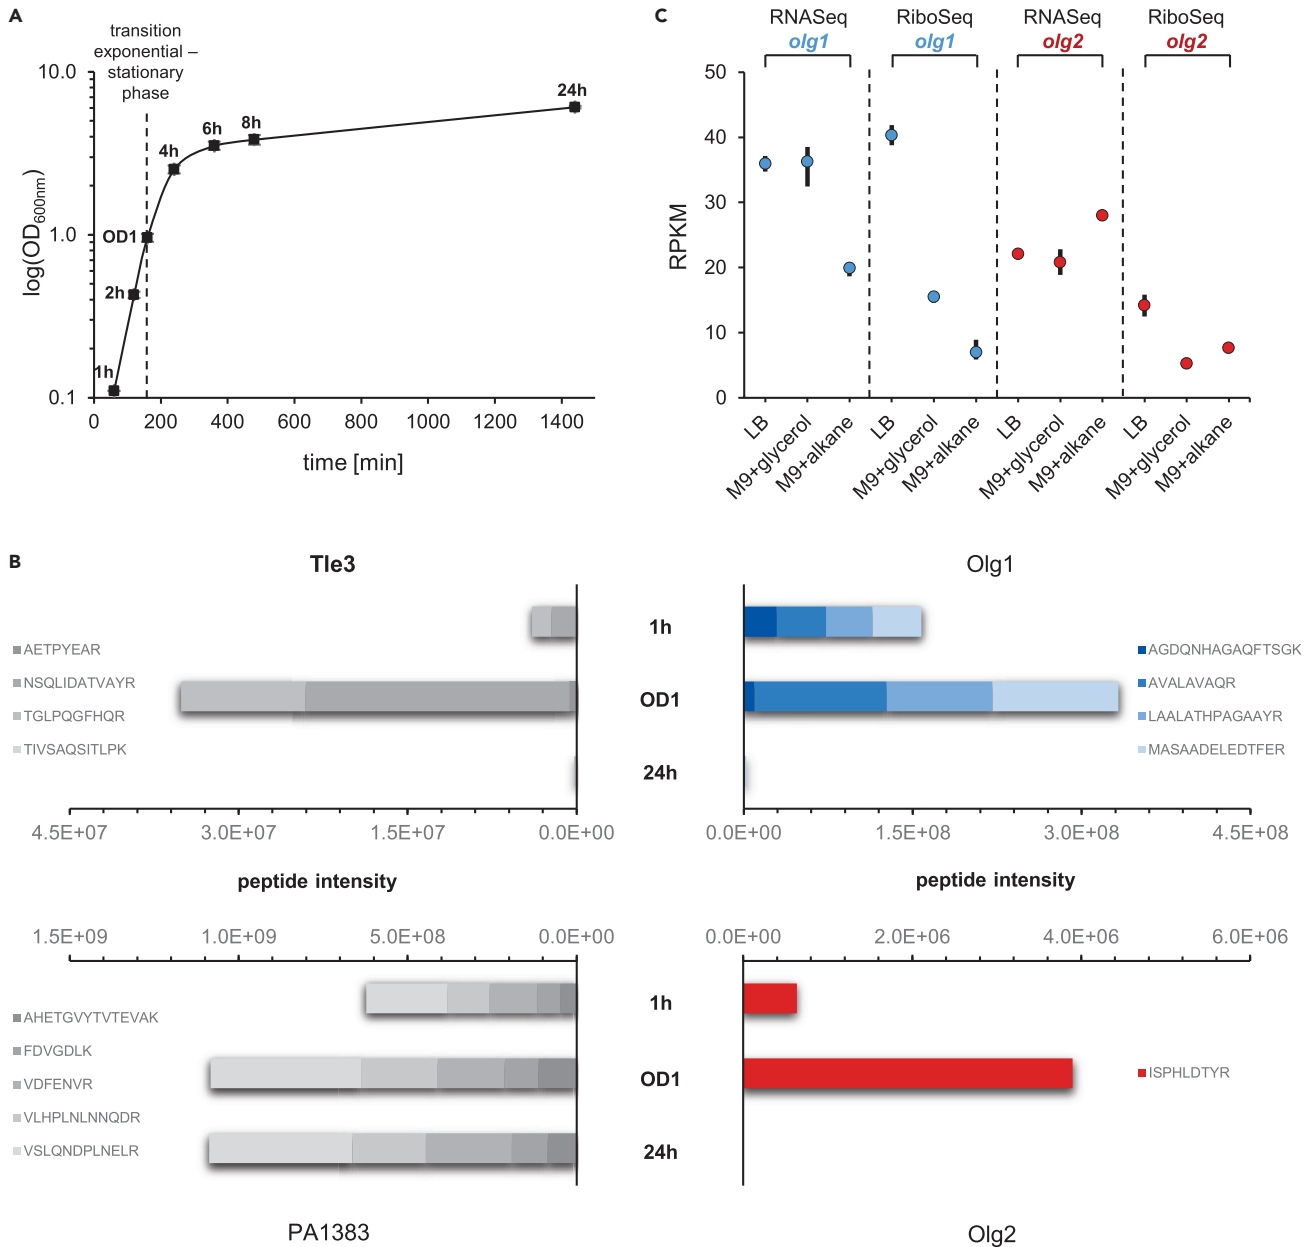 A
transition
exponential –
stationary
phase
10.0
1.0
0.1
log(OD600nm)
1h
2h
OD1
4h
6h
8h
24h
0 200 400 600 800 1000 1200 1400
time [min]
C
RNASeq RiboSeq RNASeq RiboSeq
olg1 olg1 olg2 olg2
50
40
30
20
10
0
RPKM
LB M9+glycerol M9+alkane LB M9+glycerol M9+alkane LB M9+glycerol M9+alkane LB M9+glycerol M9+alkane
B
Tle3 Olg1
AETPYEAR
NSQLIDATVAYR
TGLPQGFHQR
TIVSAQSITLPK
1h
OD1
24h
AGDQNHAGAQFTSGK
AVALAVAQR
LAALATHPAGAAYR
MASAADELEDTFER
4.5E+07 3.0E+07 1.5E+07 0.0E+00 0.0E+00 1.5E+08 3.0E+08 4.5E+08
peptide intensity peptide intensity
1.5E+09 1.0E+09 5.0E+08 0.0E+00 0.0E+00 2.0E+06 4.0E+06 6.0E+06
AHETGVYTVTEVAK
FDVGDLK
VDFENVR
VLHPLNLNNQDR
VSLQNDPLNELR
1h
OD1
24h
ISPHLDTYR
PA1383 Olg2